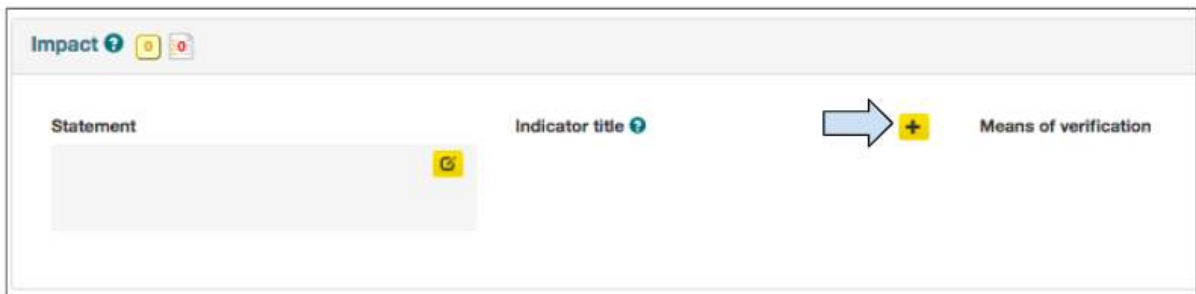 Impact ? 0 0
Statement Indicator title ? + Means of verification